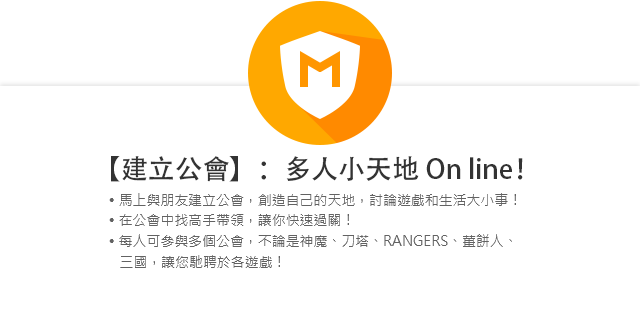 M
【建立公會】：多人小天地 On line!
• 馬上與朋友建立公會，創造自己的天地，討論遊戲和生活大小事！
• 在公會中找高手帶領，讓你快速過關！
• 每人可參與多個公會，不論是神魔、刀塔、RANGERS、薑餅人、
三國，讓您馳騁於各遊戲！